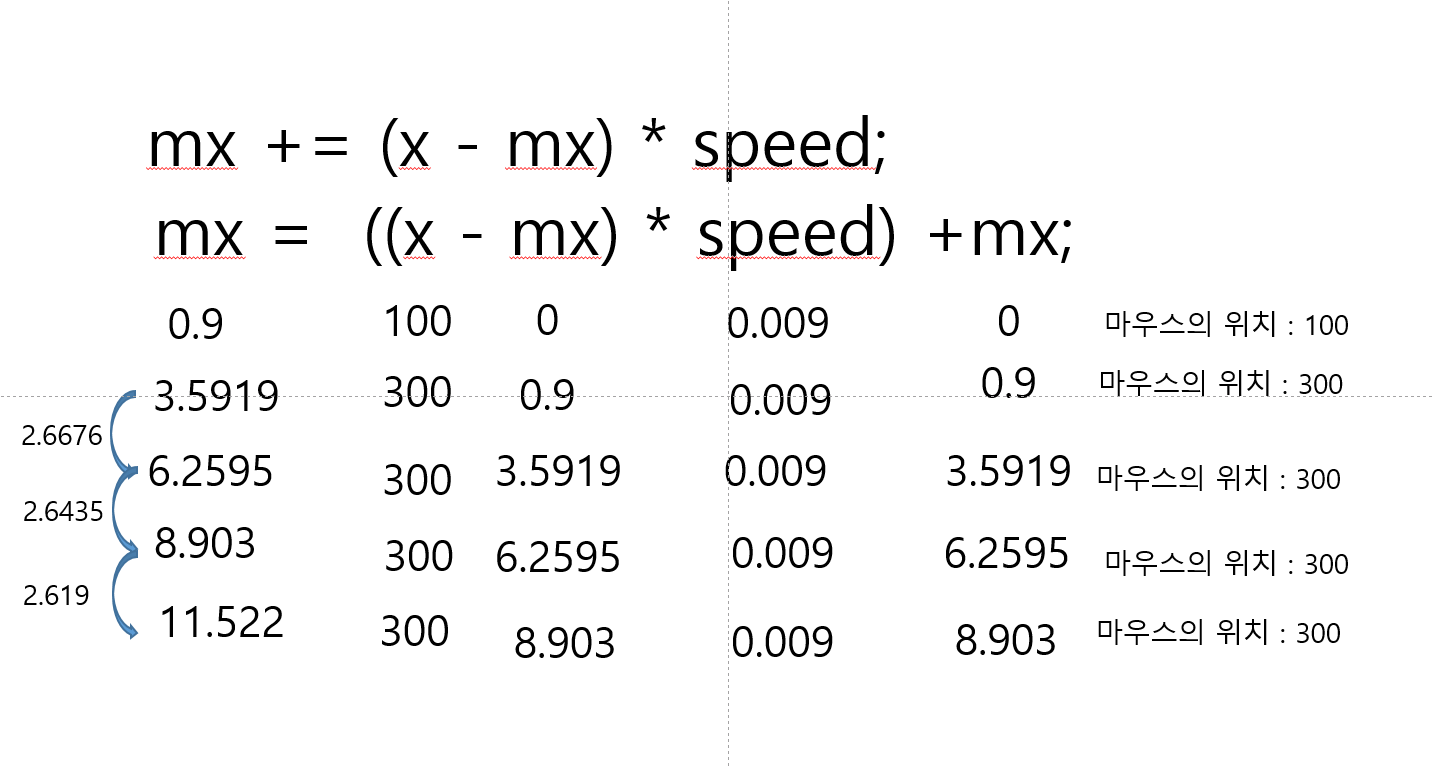 mx += (x - mx) * speed;
mx = ((x - mx) * speed) +mx;
0.9 100 0 0.009 0 마우스의 위치 : 100
3.5919 300 0.9 0.009 0.9 마우스의 위치 : 300
2.6676
6.2595 300 3.5919 0.009 3.5919 마우스의 위치 : 300
2.6435
8.903 300 6.2595 0.009 6.2595 마우스의 위치 : 300
2.619
11.522 300 8.903 0.009 8.903 마우스의 위치 : 300